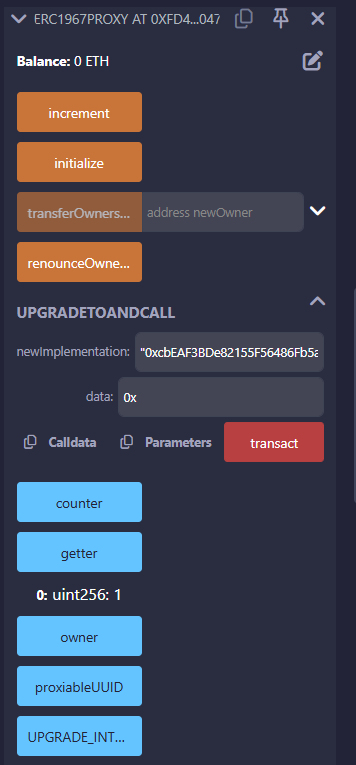 ERC1967PROXY AT 0XFD4...047
Balance: 0 ETH
increment
initialize
transferOwners... address newOwner
renounceOwne...
UPGRADETOANDCALL
newImplementation: "0xcbEAF3BDe82155F56486Fb5a
data: 0x
Calldata Parameters transact
counter
getter
0: uint256: 1
owner
proxiableUUID
UPGRADE_INT...